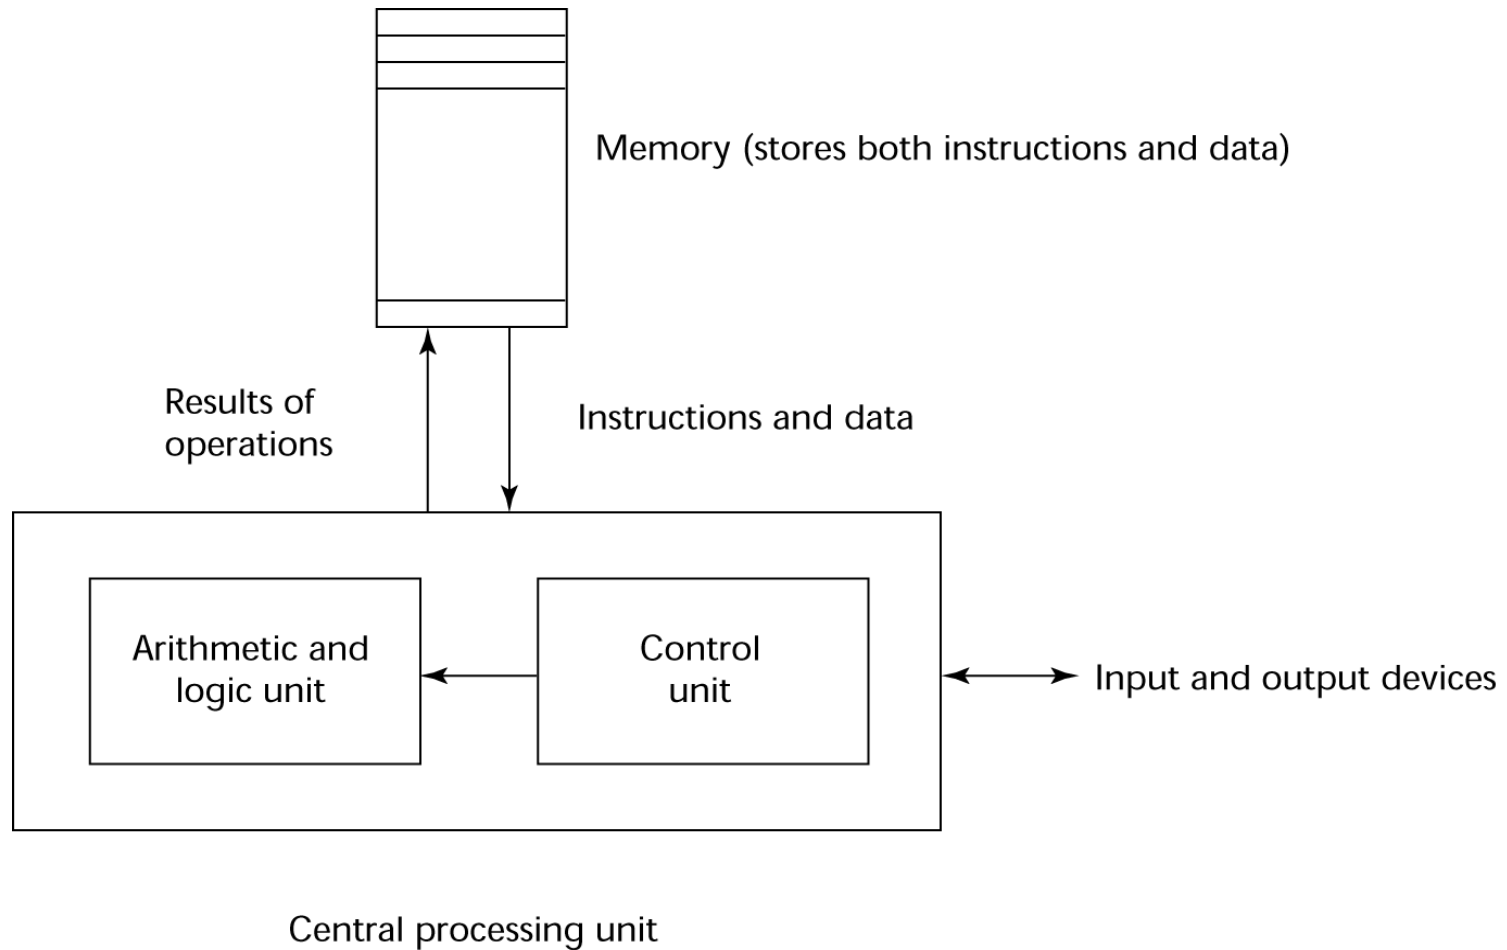 Memory (stores both instructions and data)
Results of
operations
Instructions and data
Arithmetic and
logic unit
Control
unit
Input and output devices
Central processing unit